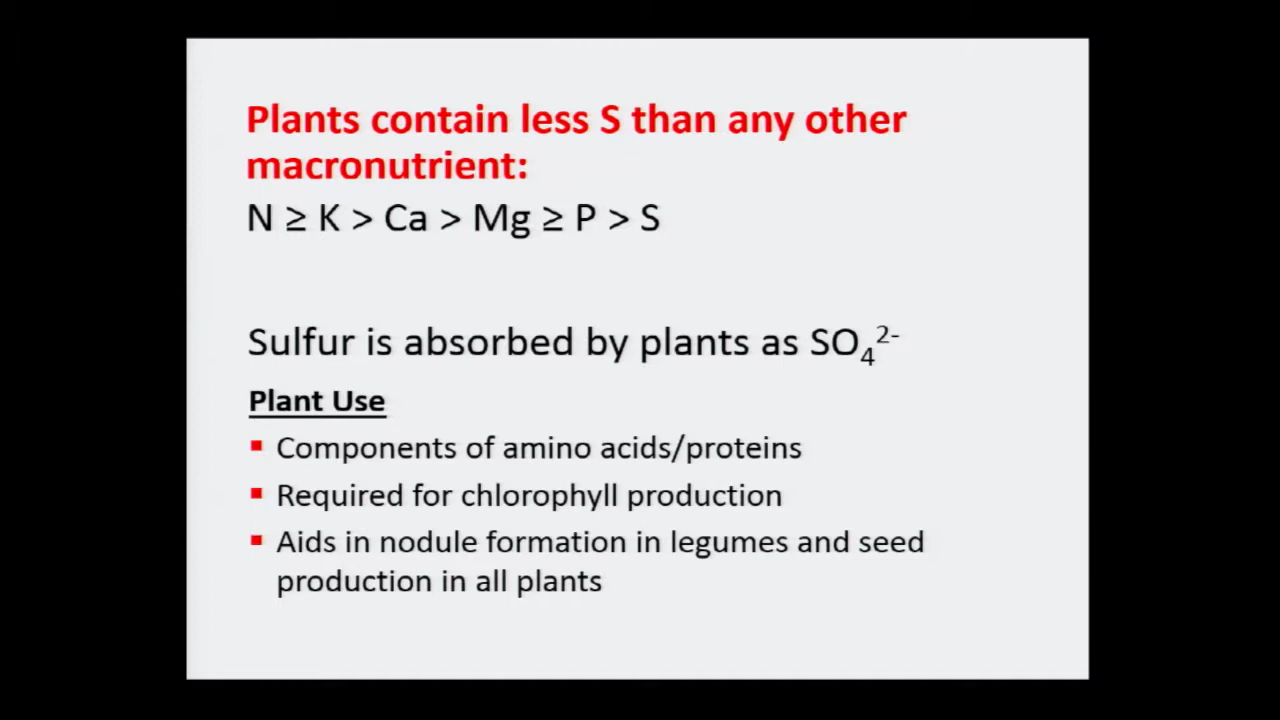 Plants contain less S than any other
macronutrient:
N ≥ K > Ca > Mg ≥ P > S
Sulfur is absorbed by plants as SO₄²⁻
Plant Use
▪ Components of amino acids/proteins
▪ Required for chlorophyll production
▪ Aids in nodule formation in legumes and seed
production in all plants